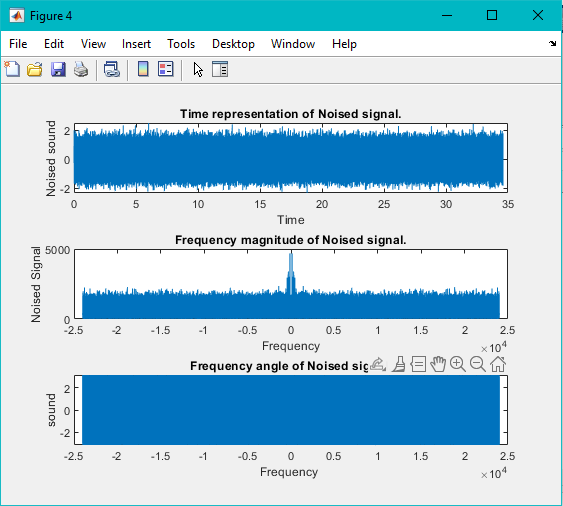 Figure 4
File Edit View Insert Tools Desktop Window Help
Time representation of Noised signal.
Noised sound
2
0
-2
0 5 10 15 20 25 30 35
Time
Frequency magnitude of Noised signal.
Noised Signal
5000
0
-2.5 -2 -1.5 -1 -0.5 0 0.5 1 1.5 2 2.5
Frequency
×10^4
Frequency angle of Noised sig
sound
2
0
-2
-2.5 -2 -1.5 -1 -0.5 0 0.5 1 1.5 2 2.5
Frequency
×10^4